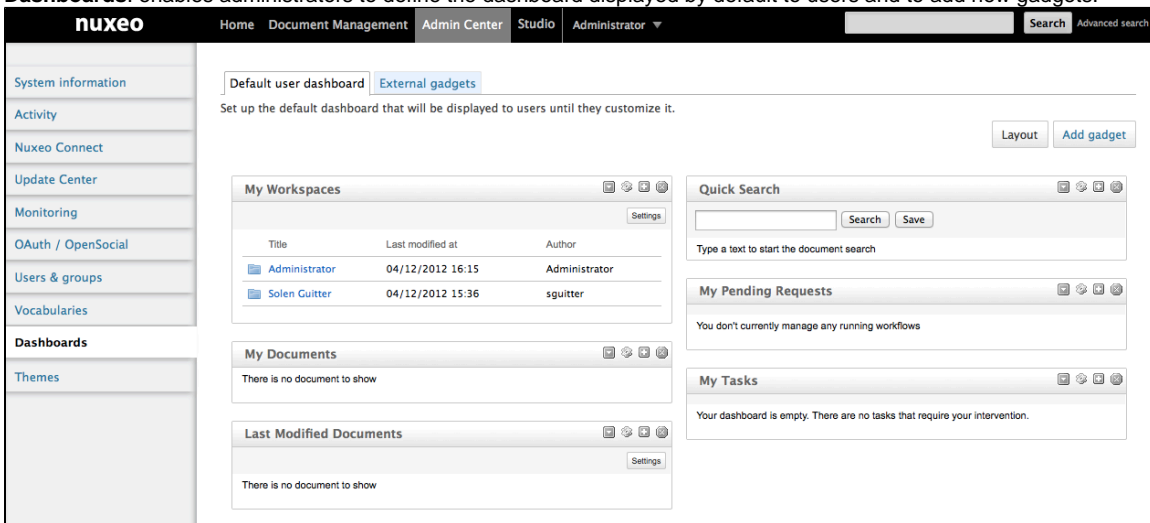 Dashboards: enables administrators to define the dashboard displayed by default to users and to add new gadgets.
nuxeo Home Document Management Admin Center Studio Administrator Search Advanced search
System information
Activity
Nuxeo Connect
Update Center
Monitoring
OAuth / OpenSocial
Users & groups
Vocabularies
Dashboards
Themes
Default user dashboard External gadgets
Set up the default dashboard that will be displayed to users until they customize it.
Layout Add gadget
My Workspaces
Settings
Title Last modified at Author
Administrator 04/12/2012 16:15 Administrator
Solen Guitter 04/12/2012 15:36 sguitter
My Documents
There is no document to show
Last Modified Documents
Settings
There is no document to show
Quick Search
Search Save
Type a text to start the document search
My Pending Requests
You don't currently manage any running workflows
My Tasks
Your dashboard is empty. There are no tasks that require your intervention.